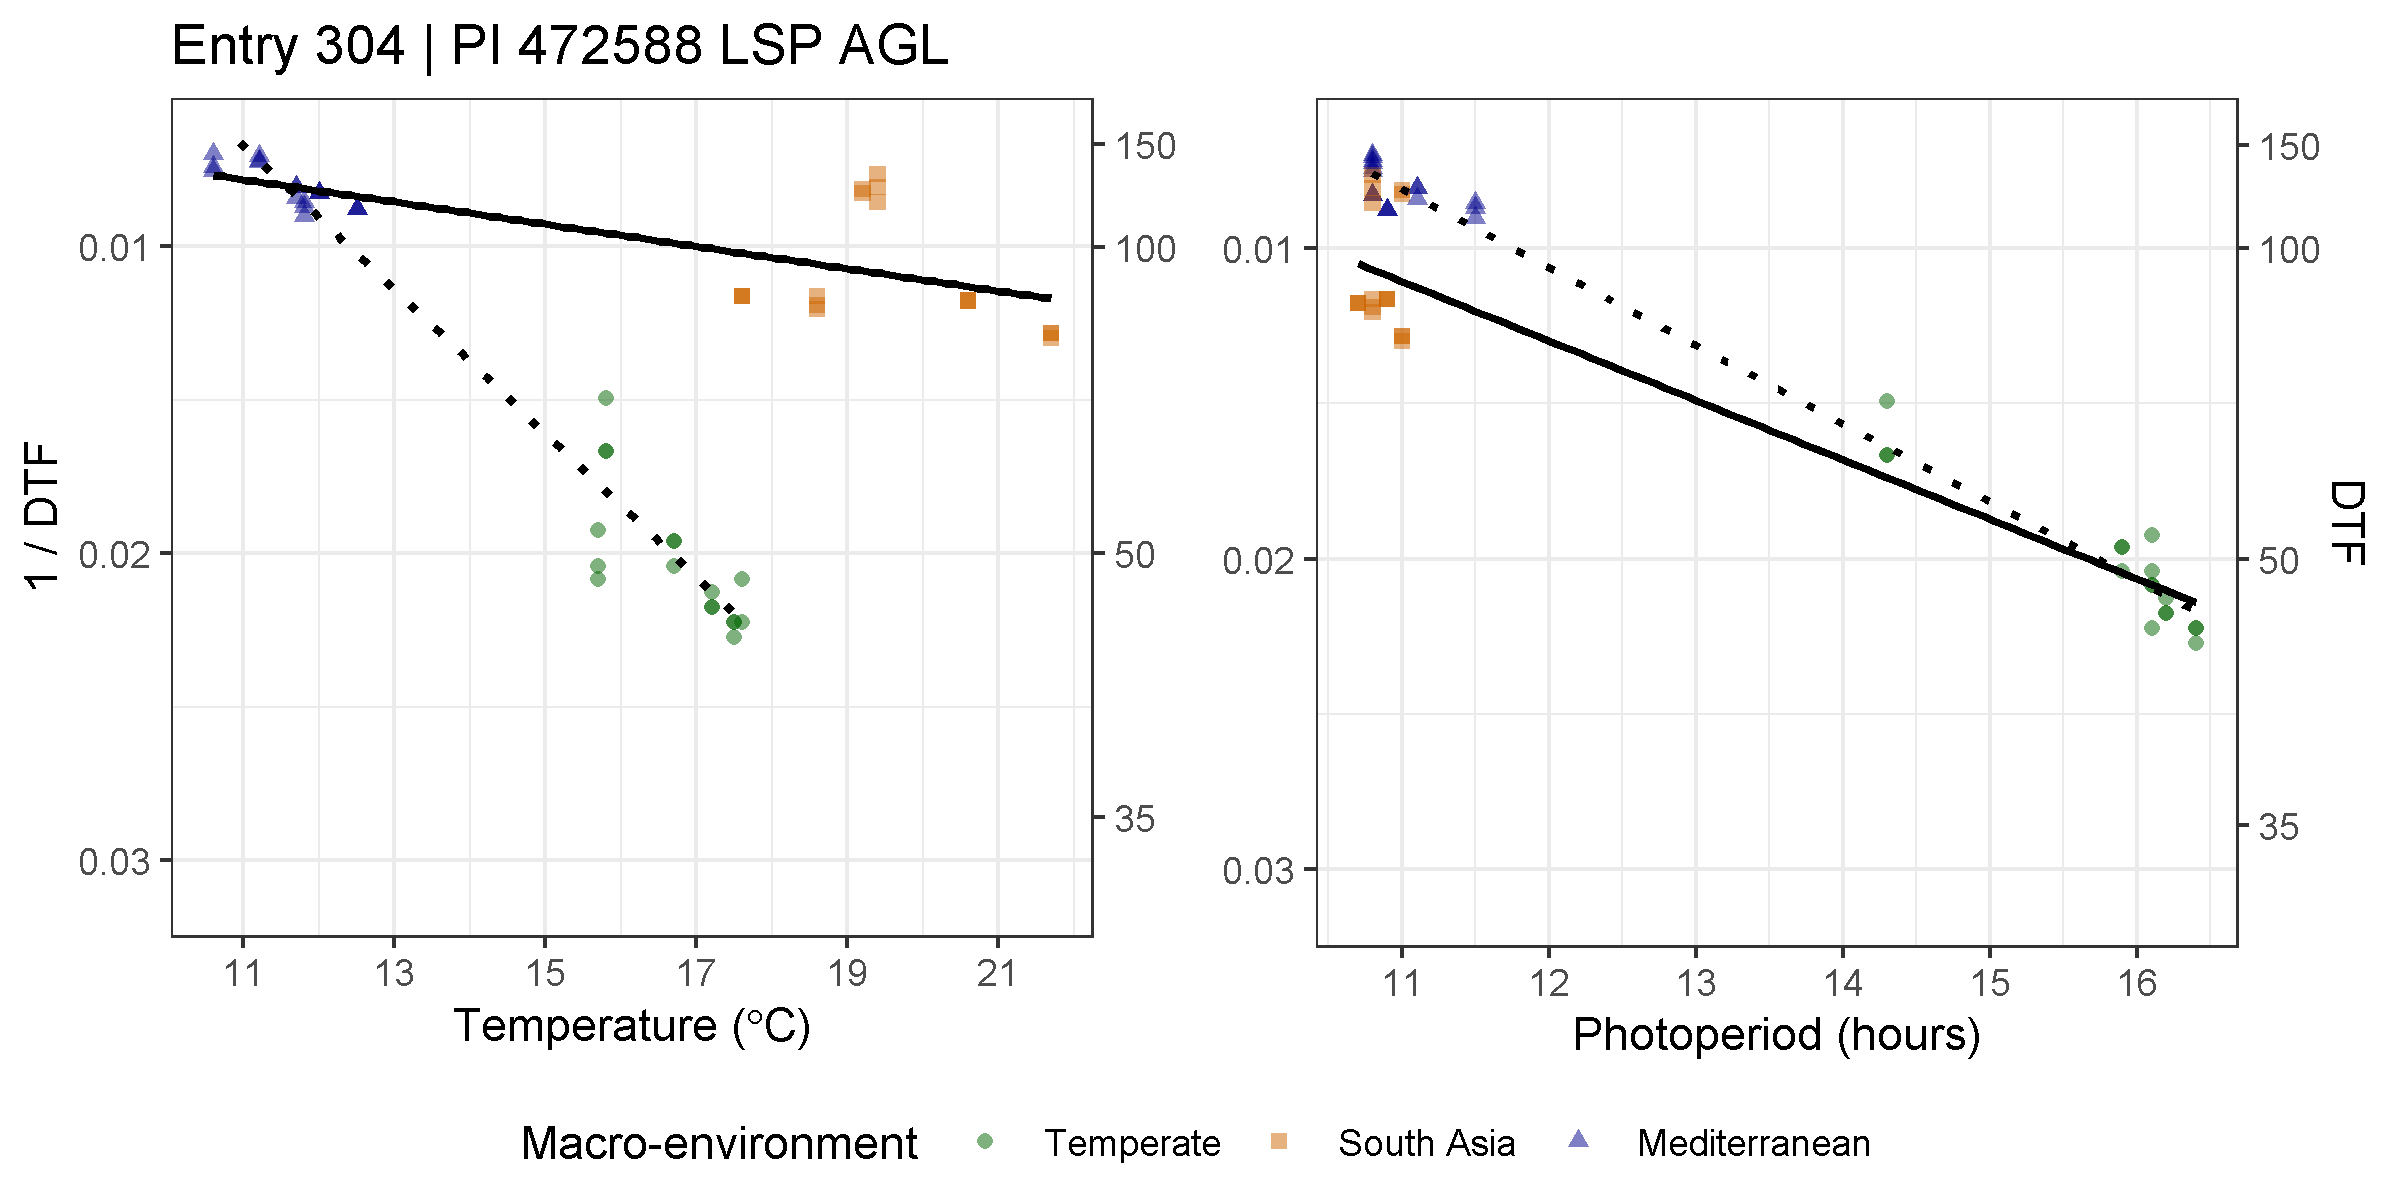 Entry 304 | PI 472588 LSP AGL
1 / DTF
0.01
0.02
0.03
150
100
50
35
11 13 15 17 19 21
Temperature (°C)
0.01
0.02
0.03
150
100
50
35
DTF
11 12 13 14 15 16
Photoperiod (hours)
Macro-environment Temperate South Asia Mediterranean